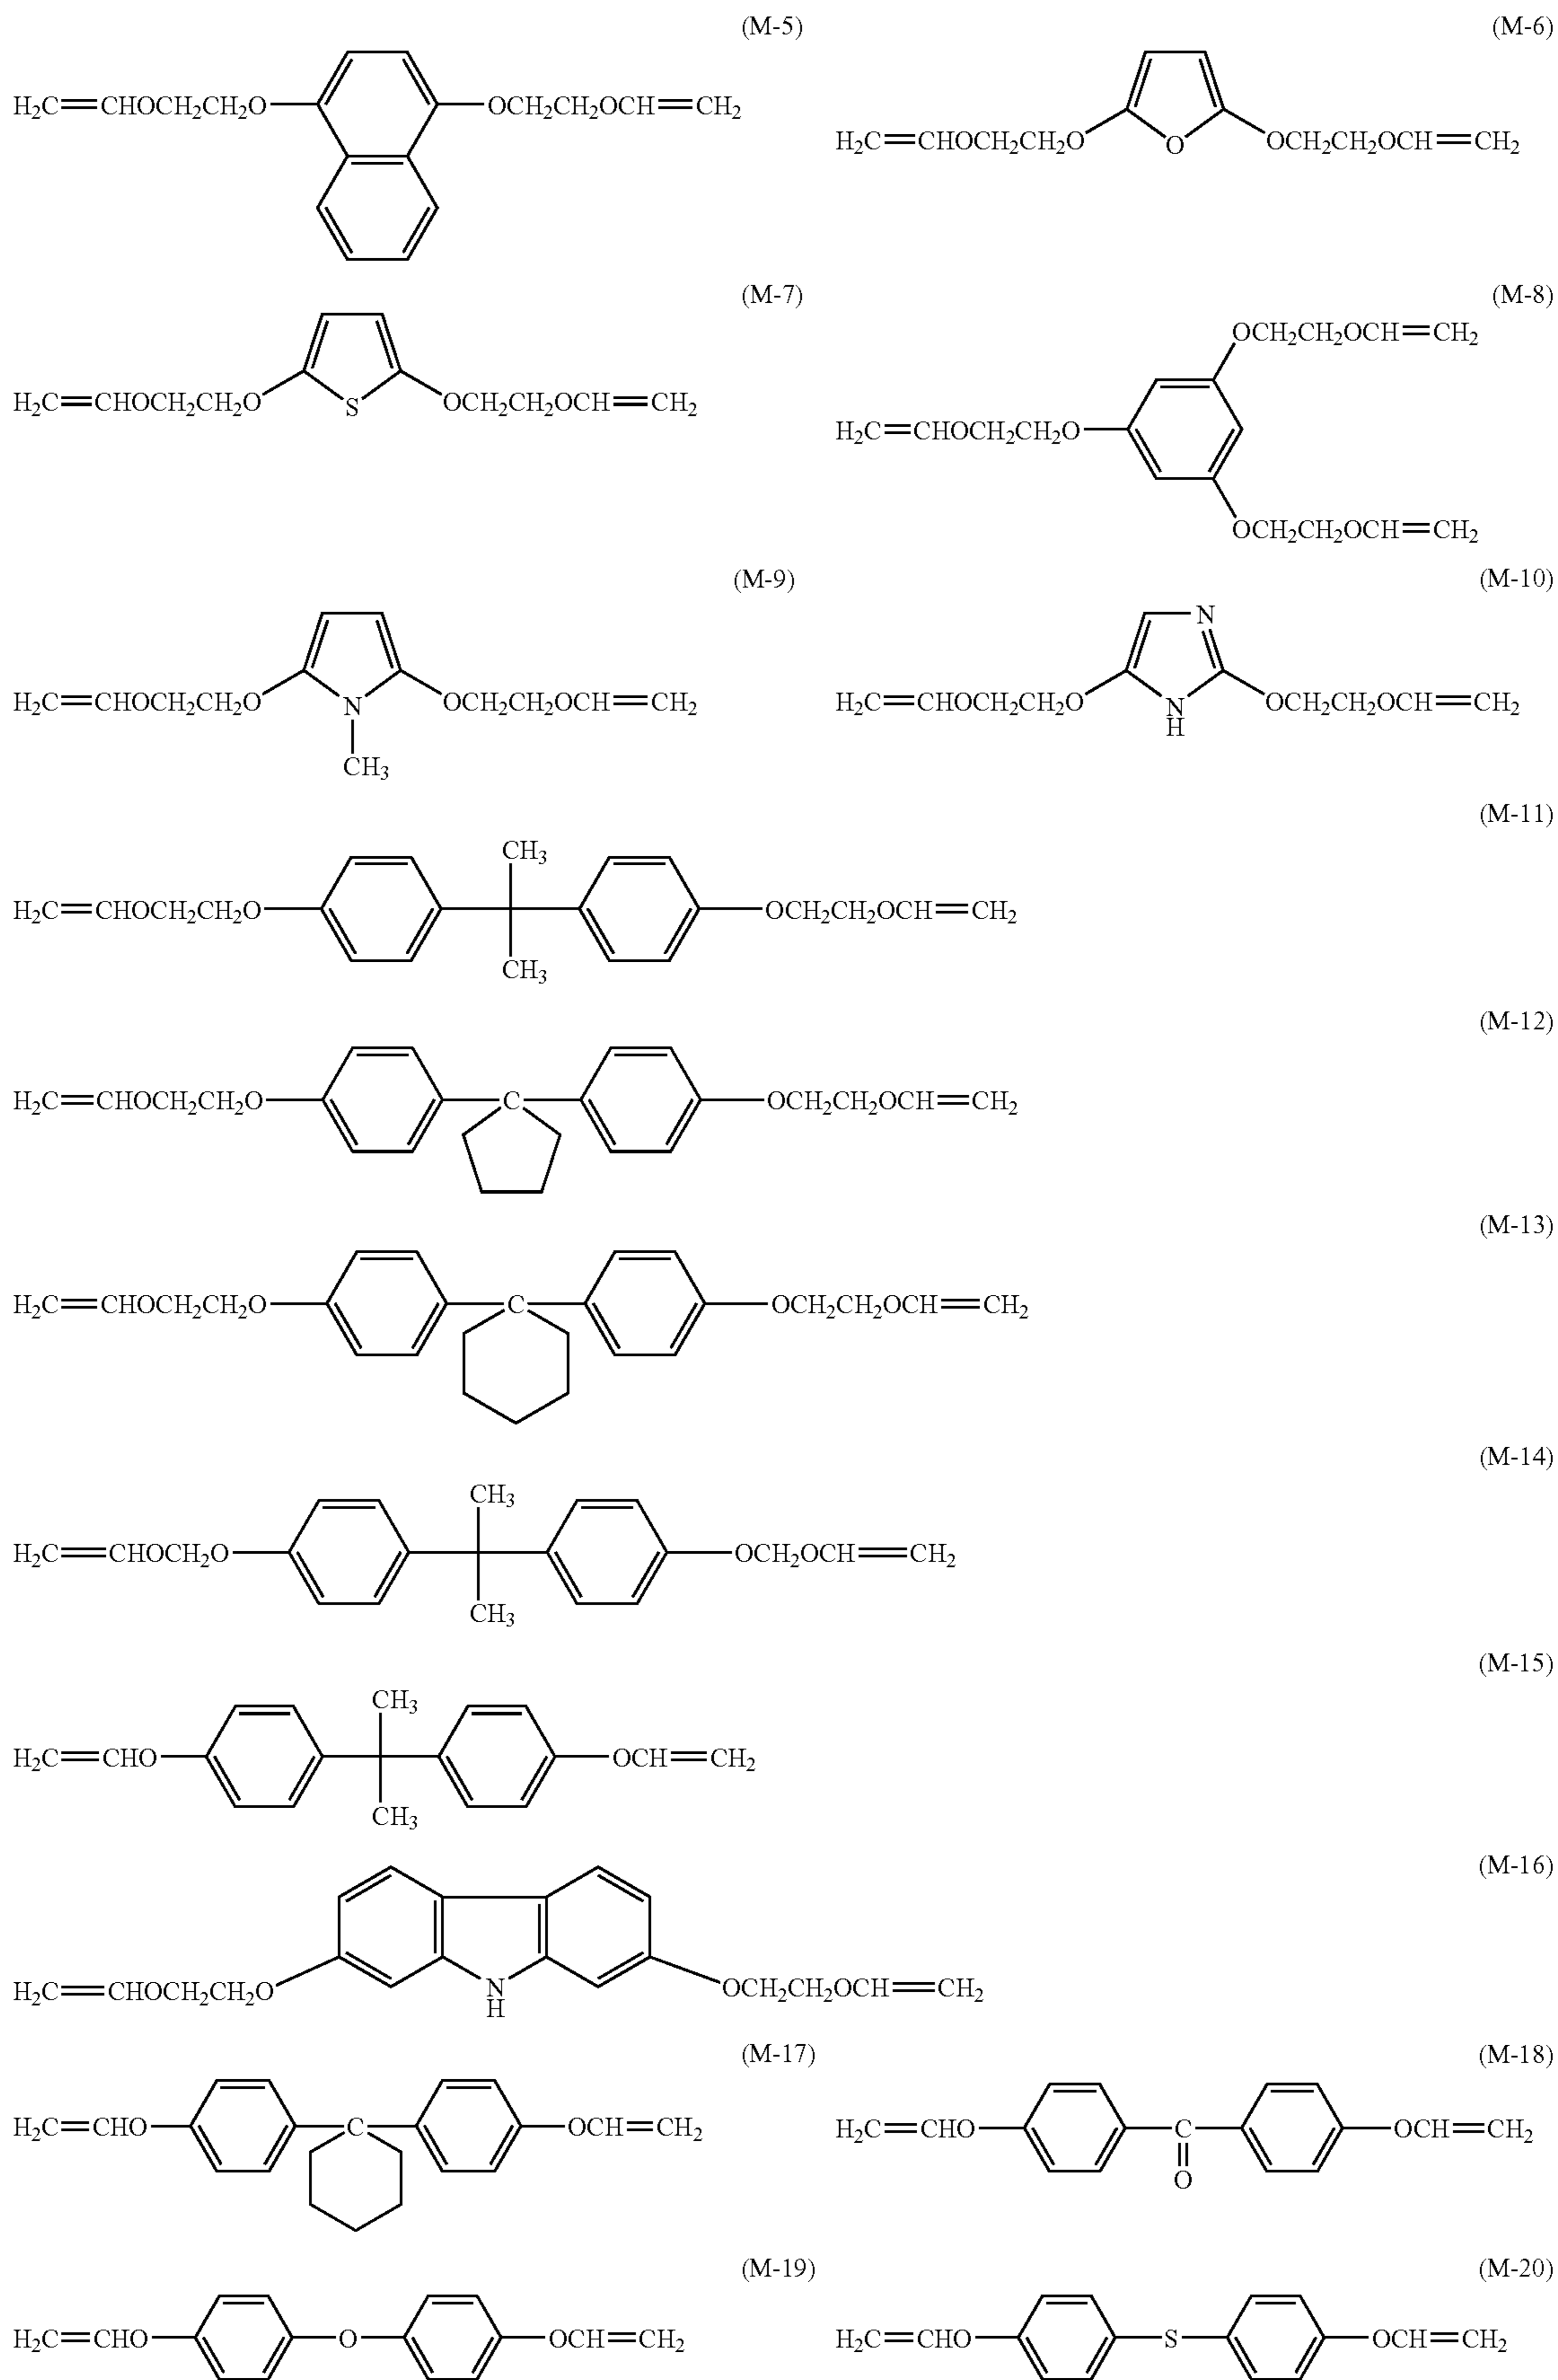 (M-5)
(M-6)
H₂C=CHOCH₂CH₂O
OCH₂CH₂OCH=CH₂
H₂C=CHOCH₂CH₂O
O
OCH₂CH₂OCH=CH₂
(M-7)
(M-8)
H₂C=CHOCH₂CH₂O
S
OCH₂CH₂OCH=CH₂
OCH₂CH₂OCH=CH₂
H₂C=CHOCH₂CH₂O
OCH₂CH₂OCH=CH₂
(M-9)
(M-10)
H₂C=CHOCH₂CH₂O
N
OCH₂CH₂OCH=CH₂
CH₃
N
H₂C=CHOCH₂CH₂O
N
H
OCH₂CH₂OCH=CH₂
(M-11)
CH₃
H₂C=CHOCH₂CH₂O
OCH₂CH₂OCH=CH₂
CH₃
(M-12)
H₂C=CHOCH₂CH₂O
C
OCH₂CH₂OCH=CH₂
(M-13)
H₂C=CHOCH₂CH₂O
C
OCH₂CH₂OCH=CH₂
(M-14)
CH₃
H₂C=CHOCH₂O
OCH₂OCH=CH₂
CH₃
(M-15)
CH₃
H₂C=CHO
OCH=CH₂
CH₃
(M-16)
H₂C=CHOCH₂CH₂O
N
H
OCH₂CH₂OCH=CH₂
(M-17)
(M-18)
H₂C=CHO
C
OCH=CH₂
H₂C=CHO
C
O
OCH=CH₂
(M-19)
(M-20)
H₂C=CHO
O
OCH=CH₂
H₂C=CHO
S
OCH=CH₂